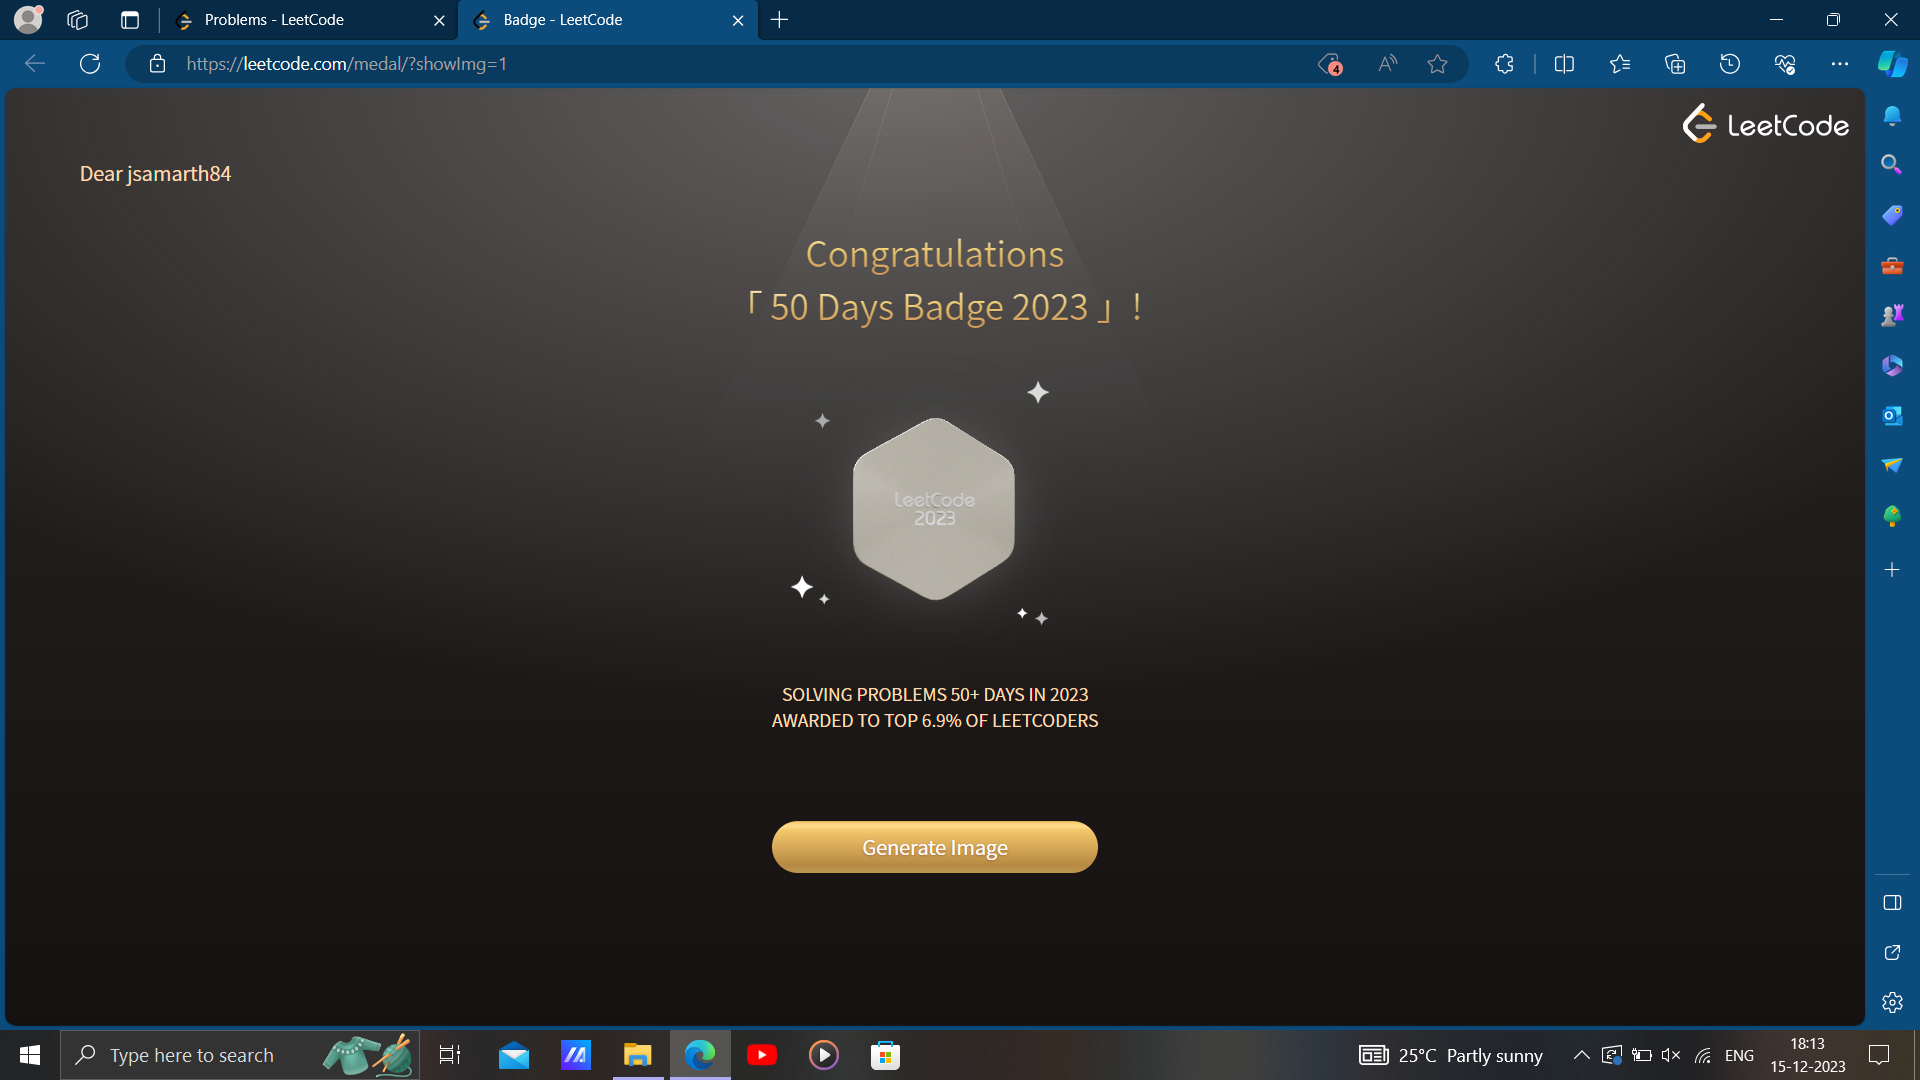 Problems - LeetCode
Badge - LeetCode
https://leetcode.com/medal/?showImg=1
4
LeetCode
Dear jsamarth84
Congratulations
「 50 Days Badge 2023 」!
LeetCode
2023
SOLVING PROBLEMS 50+ DAYS IN 2023
AWARDED TO TOP 6.9% OF LEETCODERS
Generate Image
Type here to search
25°C Partly sunny
ENG
18:13
15-12-2023